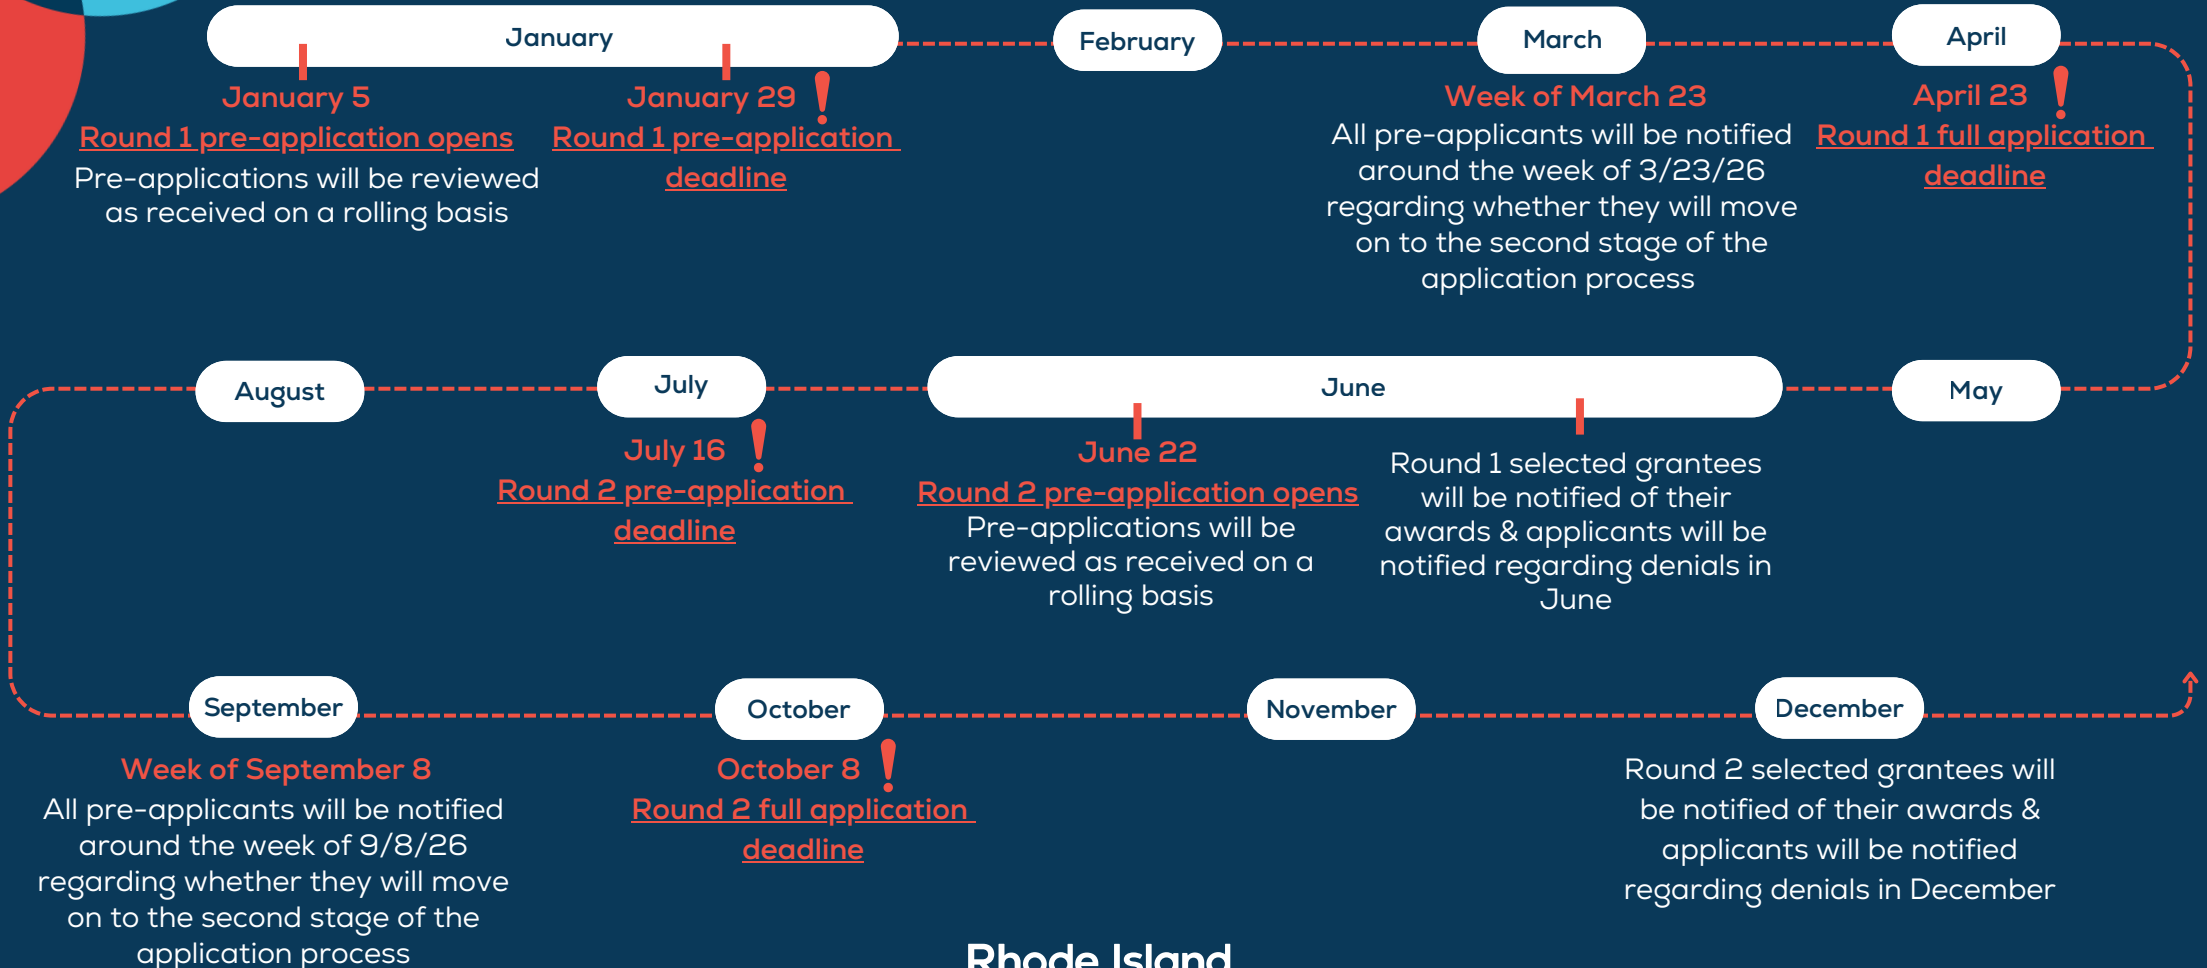 January
January 5
Round 1 pre-application opens
Pre-applications will be reviewed
as received on a rolling basis
January 29
Round 1 pre-application
deadline
February
March
Week of March 23
All pre-applicants will be notified
around the week of 3/23/26
regarding whether they will move
on to the second stage of the
application process
April
April 23
Round 1 full application
deadline
May
June
Round 1 selected grantees
will be notified of their
awards & applicants will be
notified regarding denials in
June
June 22
Round 2 pre-application opens
Pre-applications will be
reviewed as received on a
rolling basis
July
July 16
Round 2 pre-application
deadline
August
September
Week of September 8
All pre-applicants will be notified
around the week of 9/8/26
regarding whether they will move
on to the second stage of the
application process
October
October 8
Round 2 full application
deadline
November
December
Round 2 selected grantees will
be notified of their awards &
applicants will be notified
regarding denials in December
Rhode Island